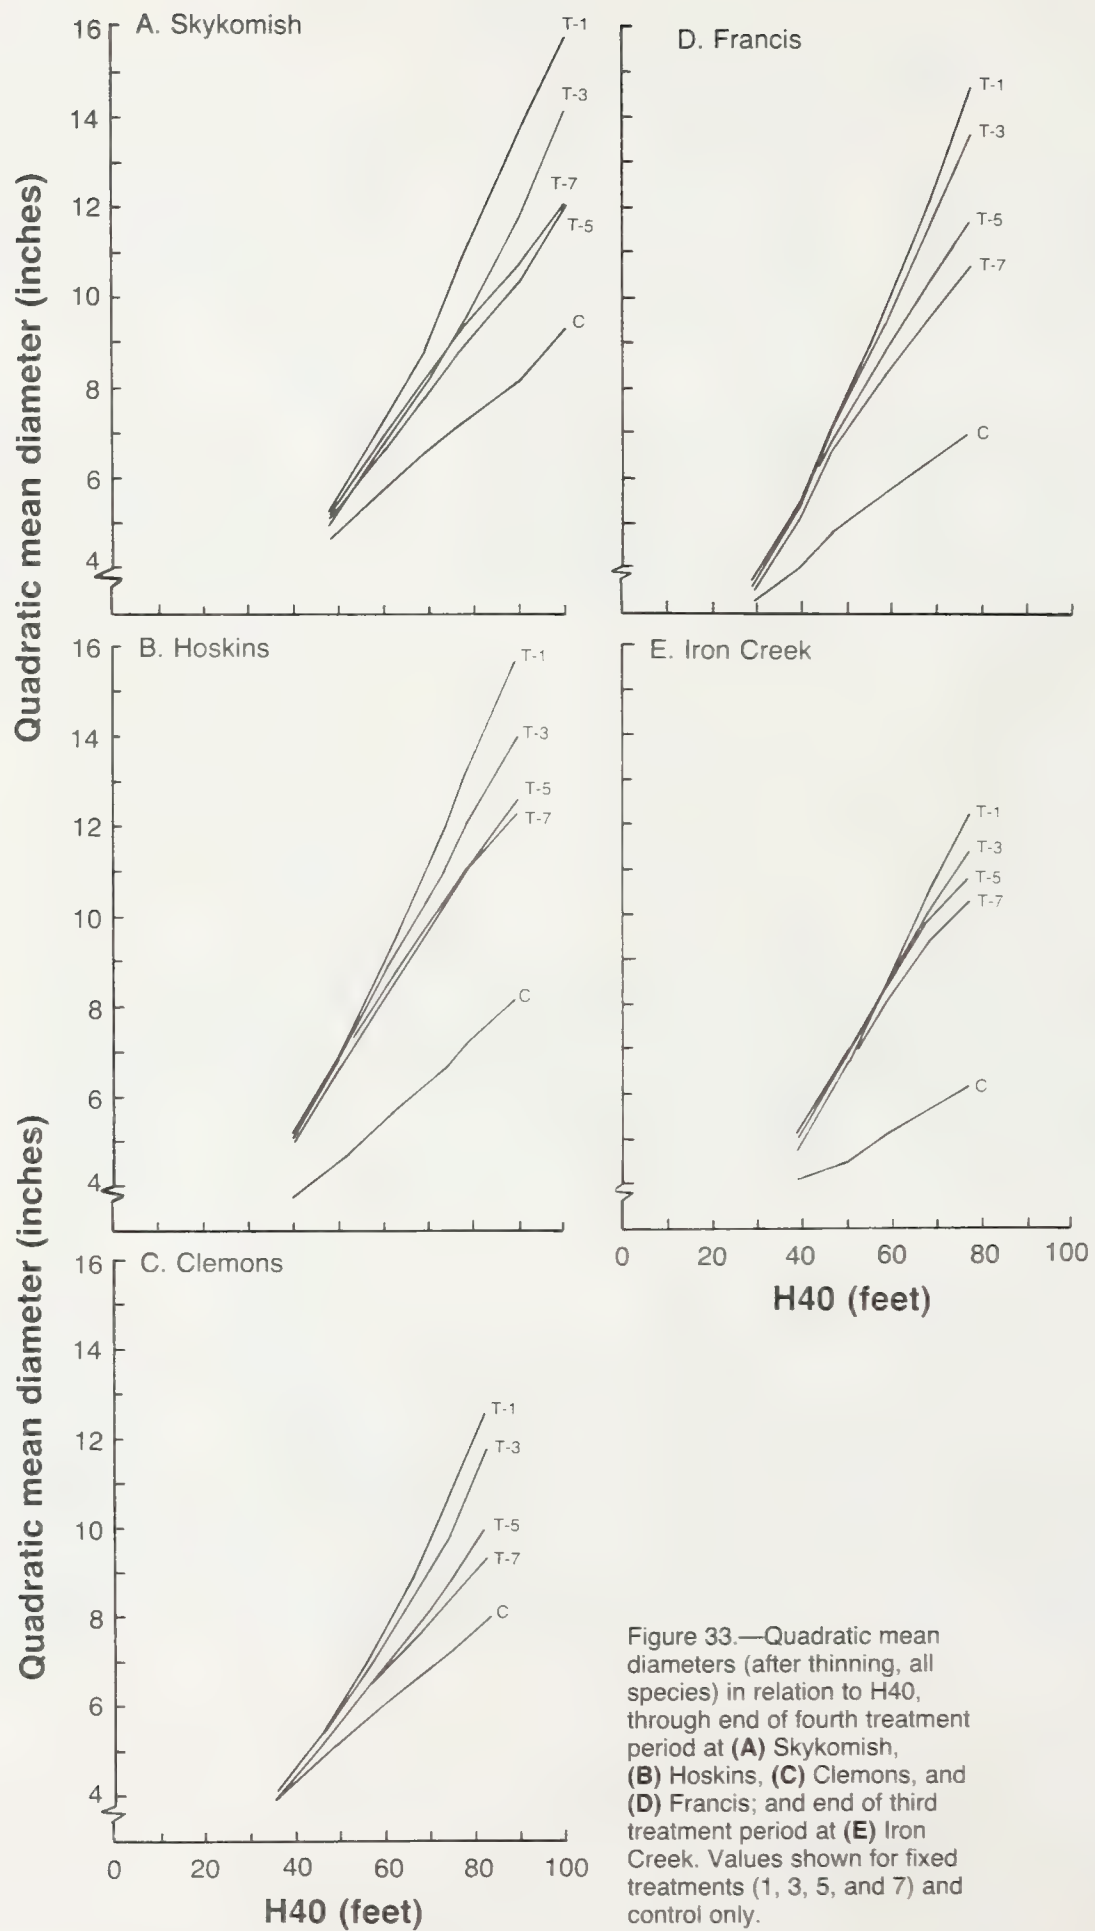 A. Skykomish
16
14
12
10
8
6
4
T-1
T-3
T-7
T-5
C
Quadratic mean diameter (inches)
D. Francis
T-1
T-3
T-5
T-7
C
B. Hoskins
16
14
12
10
8
6
4
T-1
T-3
T-5
T-7
C
E. Iron Creek
T-1
T-3
T-5
T-7
C
0 20 40 60 80 100
H40 (feet)
C. Clemons
16
14
12
10
8
6
4
T-1
T-3
T-5
T-7
C
Quadratic mean diameter (inches)
0 20 40 60 80 100
H40 (feet)
Figure 33.—Quadratic mean
diameters (after thinning, all
species) in relation to H40,
through end of fourth treatment
period at (A) Skykomish,
(B) Hoskins, (C) Clemons, and
(D) Francis; and end of third
treatment period at (E) Iron
Creek. Values shown for fixed
treatments (1, 3, 5, and 7) and
control only.